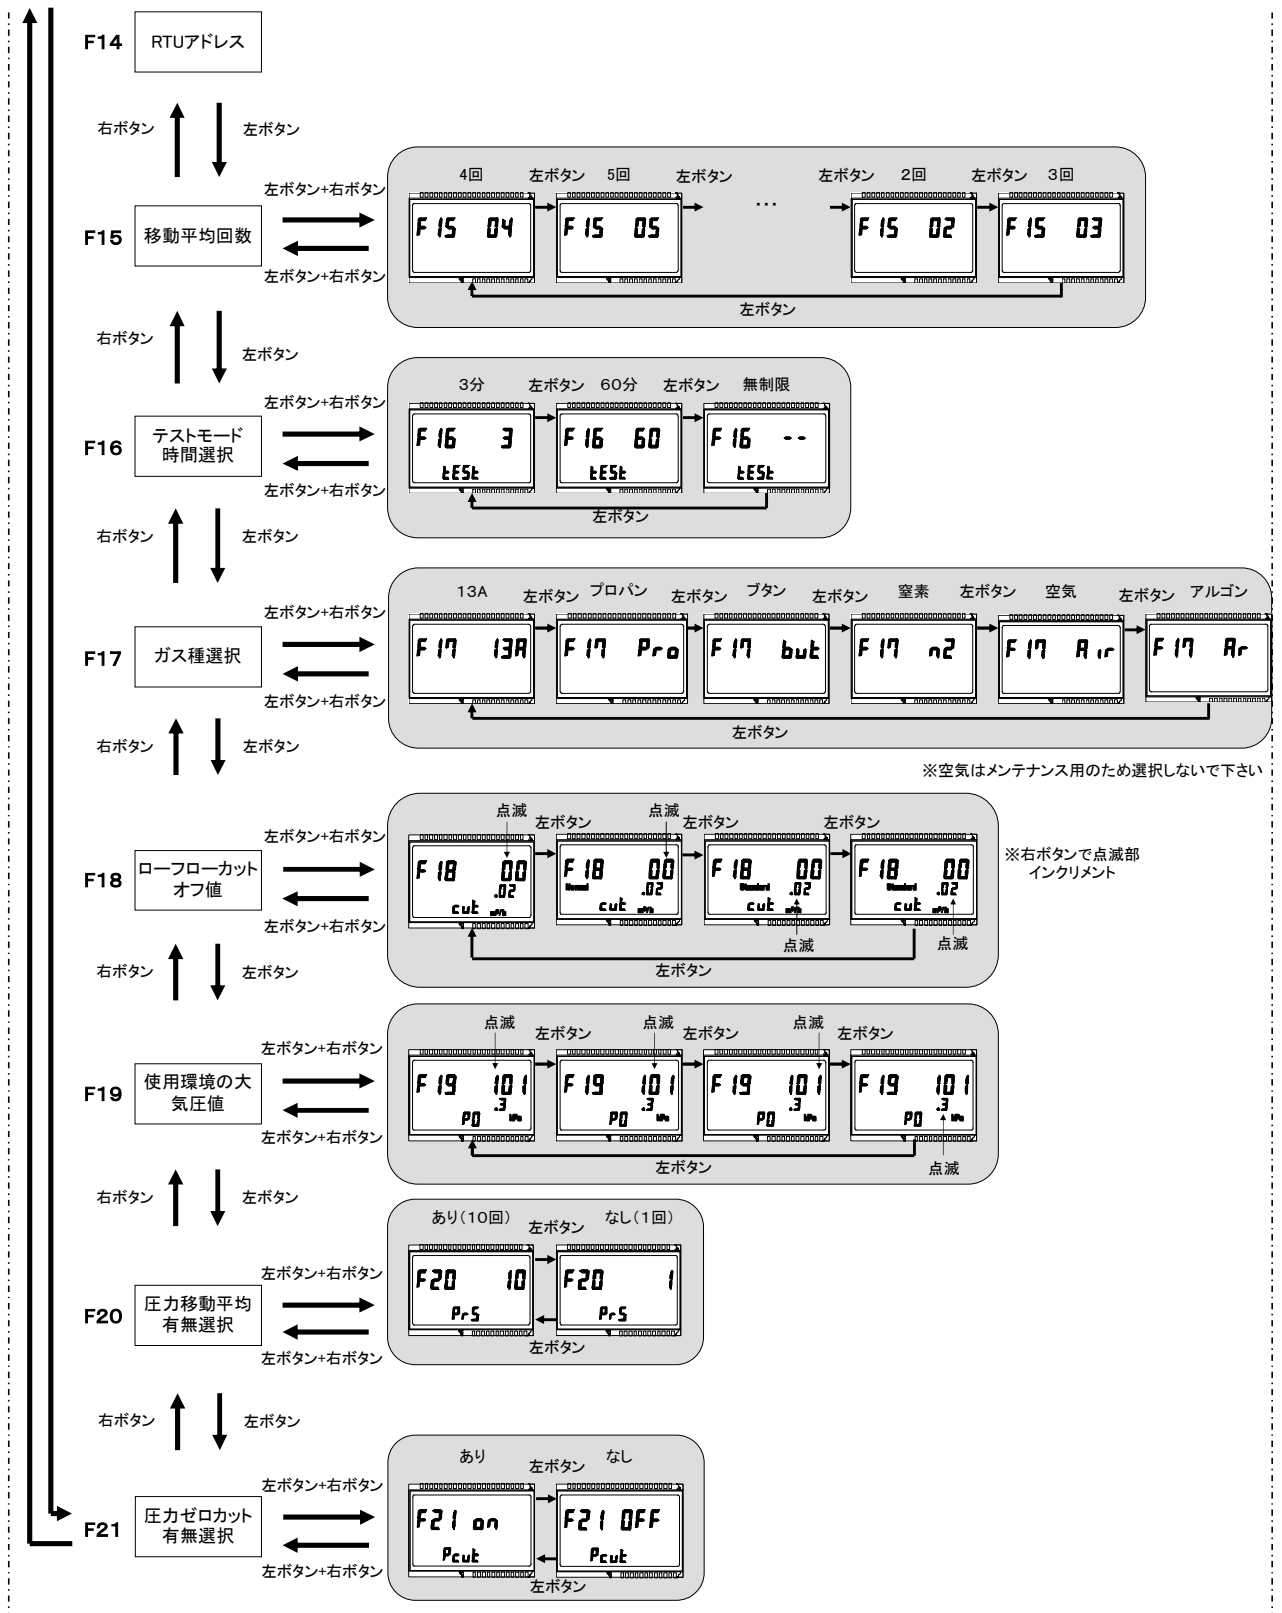 F14 RTUアドレス
右ボタン 左ボタン
4回 左ボタン 5回 左ボタン … 左ボタン 2回 左ボタン 3回
左ボタン+右ボタン
F15 移動平均回数
F15 04 F15 05 F15 02 F15 03
左ボタン+右ボタン
左ボタン
右ボタン 左ボタン
3分 左ボタン 60分 左ボタン 無制限
左ボタン+右ボタン
F16 テストモード
時間選択
F16 3 F16 60 F16 --
tESt tESt tESt
左ボタン+右ボタン
左ボタン
右ボタン 左ボタン
13A 左ボタン プロパン 左ボタン ブタン 左ボタン 窒素 左ボタン 空気 左ボタン アルゴン
左ボタン+右ボタン
F17 ガス種選択
F17 13A F17 Pro F17 but F17 n2 F17 Air F17 Ar
左ボタン+右ボタン
左ボタン
右ボタン 左ボタン
※空気はメンテナンス用のため選択しないで下さい
点滅 左ボタン 点滅 左ボタン 左ボタン
左ボタン+右ボタン
F18 ローフローカット
オフ値
F18 00 F18 00 F18 00 F18 00
Normal Standard Standard
.02 .02 .02 .02
cut m³/h cut m³/h cut m³/h cut m³/h
※右ボタンで点滅部
インクリメント
左ボタン+右ボタン
点滅 点滅
左ボタン
右ボタン 左ボタン
点滅 左ボタン 点滅 左ボタン 点滅 左ボタン
左ボタン+右ボタン
F19 使用環境の大
気圧値
F19 101 F19 101 F19 101 F19 101
.3 .3 .3 .3
P0 kPa P0 kPa P0 kPa P0 kPa
左ボタン+右ボタン
左ボタン 点滅
右ボタン 左ボタン
あり(10回) 左ボタン なし(1回)
左ボタン+右ボタン
F20 圧力移動平均
有無選択
F20 10 F20 1
PrS PrS
左ボタン+右ボタン
左ボタン
右ボタン 左ボタン
あり 左ボタン なし
左ボタン+右ボタン
F21 圧力ゼロカット
有無選択
F21 on F21 OFF
Pcut Pcut
左ボタン+右ボタン
左ボタン